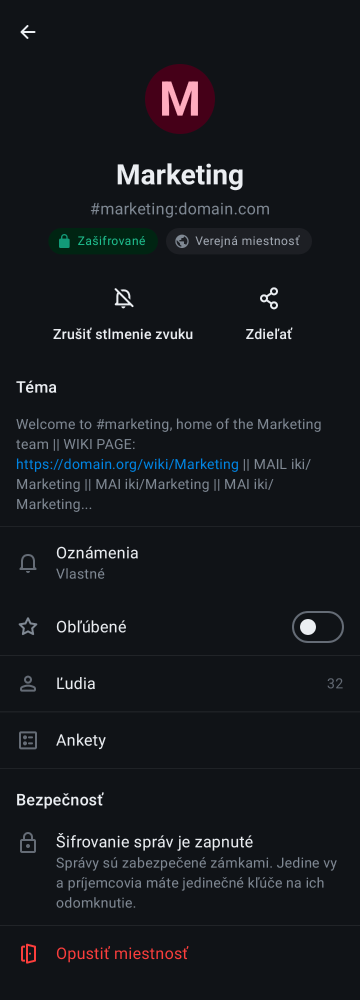 M
Marketing
#marketing:domain.com
Zašifrované
Verejná miestnosť
Zrušiť stlmenie zvuku
Zdieľať
Téma
Welcome to #marketing, home of the Marketing
team || WIKI PAGE:
https://domain.org/wiki/Marketing || MAIL iki/
Marketing || MAI iki/Marketing || MAI iki/
Marketing...
Oznámenia
Vlastné
Obľúbené
Ľudia
32
Ankety
Bezpečnosť
Šifrovanie správ je zapnuté
Správy sú zabezpečené zámkami. Jedine vy
a príjemcovia máte jedinečné kľúče na ich
odomknutie.
Opustiť miestnosť